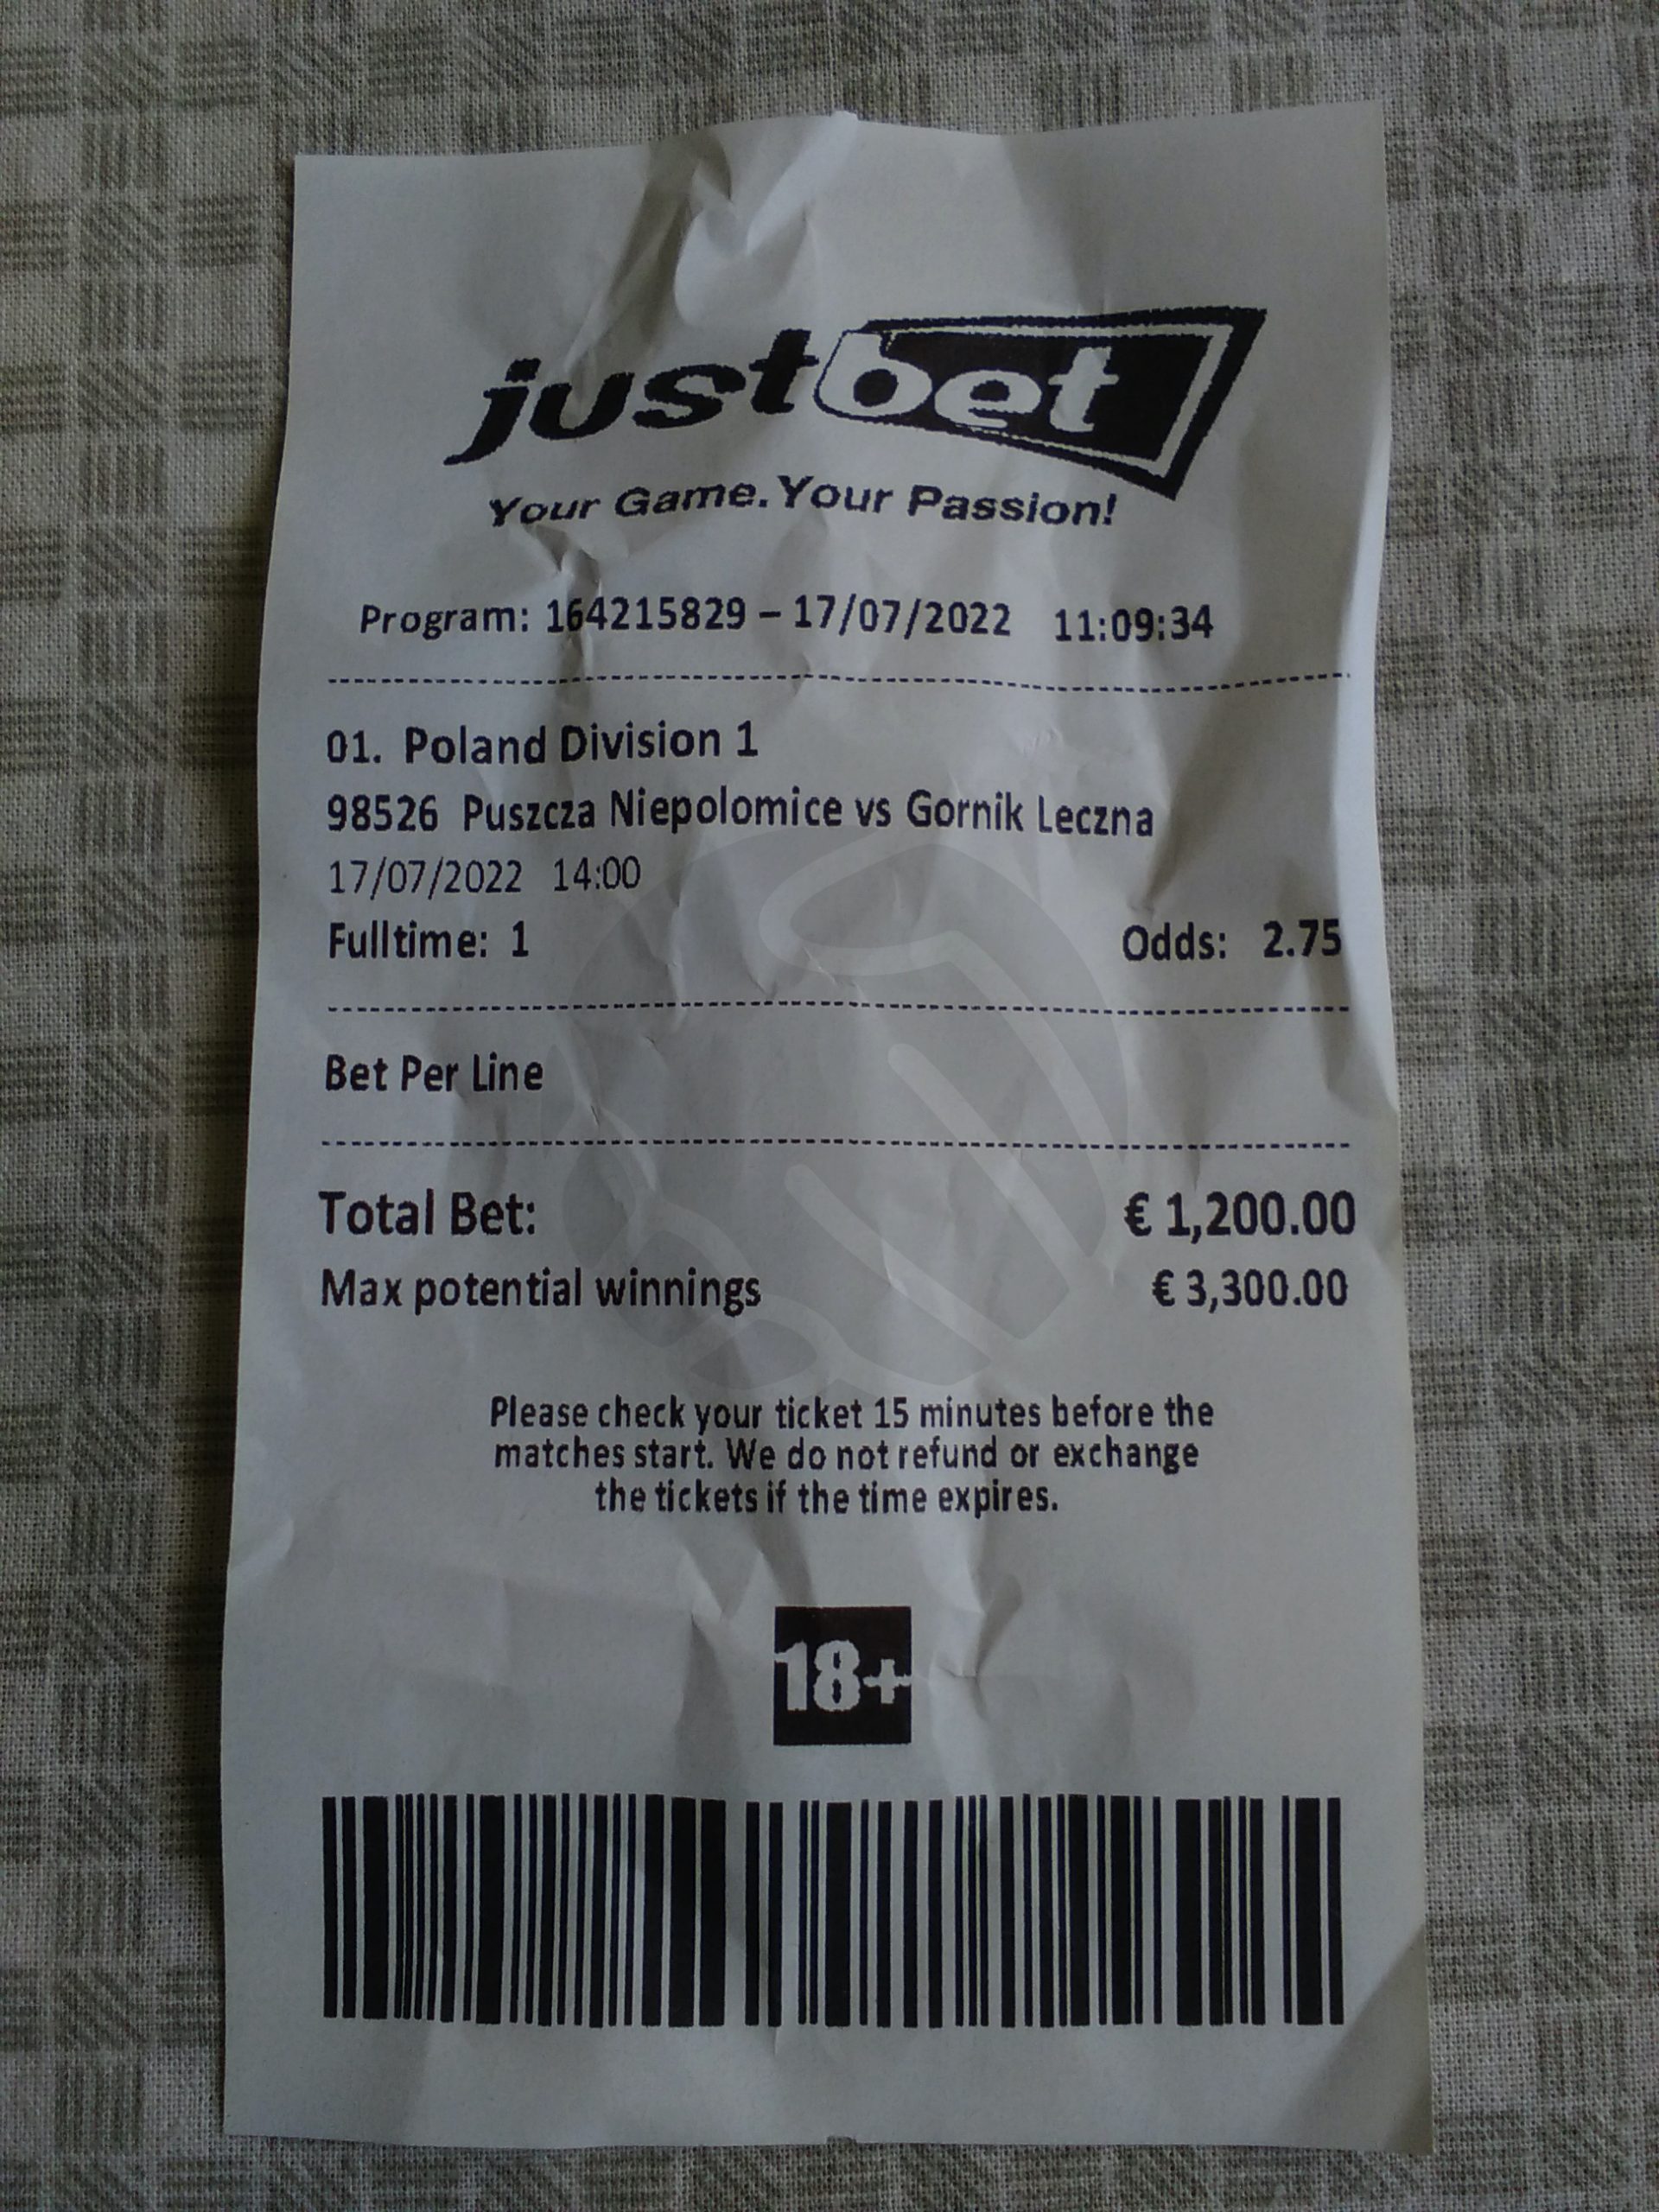 justbet
Your Game. Your Passion!
Program: 164215829 – 17/07/2022 11:09:34
01. Poland Division 1
98526 Puszcza Niepolomice vs Gornik Leczna
17/07/2022 14:00
Fulltime: 1 Odds: 2.75
Bet Per Line
Total Bet: € 1,200.00
Max potential winnings € 3,300.00
Please check your ticket 15 minutes before the
matches start. We do not refund or exchange
the tickets if the time expires.
18+